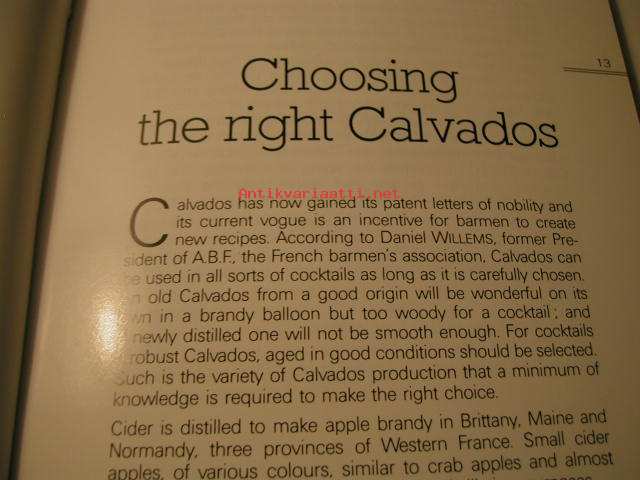 13
Choosing
the right Calvados
Antikvariaatti.net
Calvados has now gained its patent letters of nobility and
its current vogue is an incentive for barmen to create
new recipes. According to Daniel WILLEMS, former Pre-
sident of A.B.F., the French barmen's association, Calvados can
be used in all sorts of cocktails as long as it is carefully chosen.
An old Calvados from a good origin will be wonderful on its
own in a brandy balloon but too woody for a cocktail ; and
newly distilled one will not be smooth enough. For cocktails
robust Calvados, aged in good conditions should be selected.
Such is the variety of Calvados production that a minimum of
knowledge is required to make the right choice.
Cider is distilled to make apple brandy in Brittany, Maine and
Normandy, three provinces of Western France. Small cider
apples, of various colours, similar to crab apples and almost